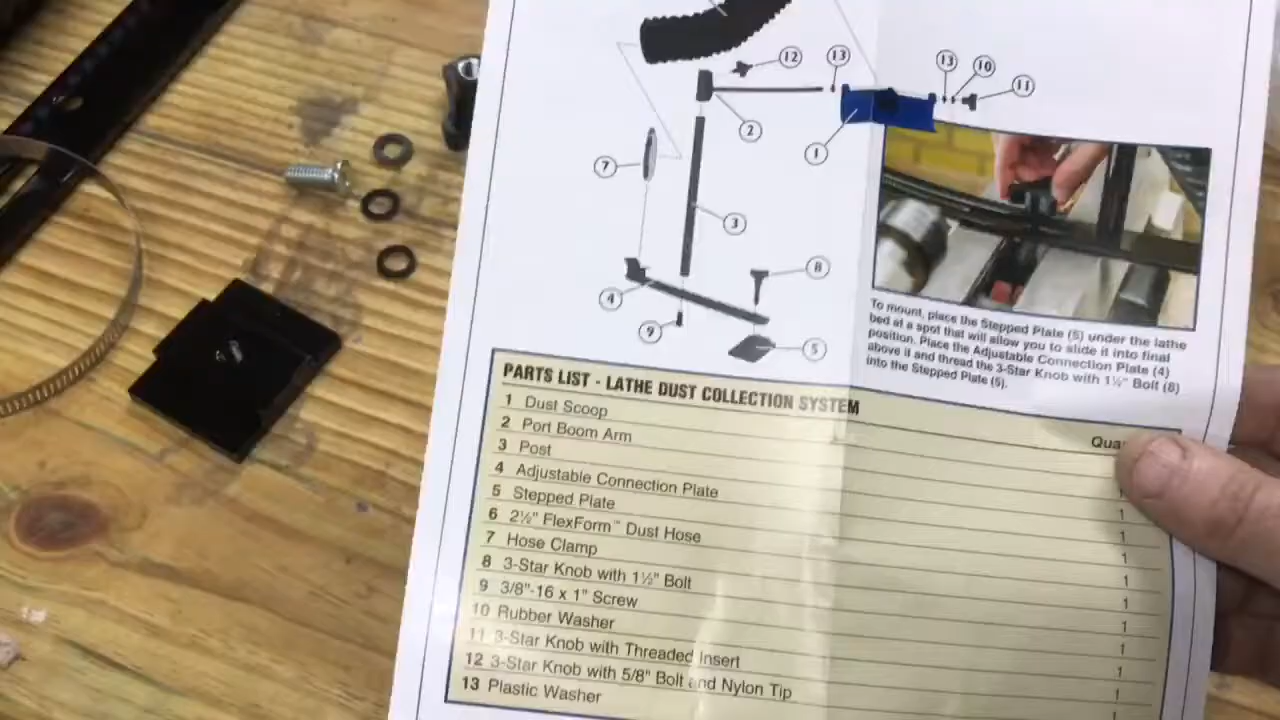 12
13
13
10
11
2
1
7
3
8
4
9
5
To mount, place the Stepped Plate (5) under the lathe
bed at a spot that will allow you to slide it into final
position. Place the Adjustable Connection Plate (4)
above it and thread the 3-Star Knob with 1½" Bolt (8)
into the Stepped Plate (5).
PARTS LIST - LATHE DUST COLLECTION SYSTEM
1 Dust Scoop
2 Port Boom Arm 1
3 Post 1
4 Adjustable Connection Plate 1
5 Stepped Plate 1
6 2½" FlexForm™ Dust Hose 1
7 Hose Clamp 1
8 3-Star Knob with 1½" Bolt 1
9 3/8"-16 x 1" Screw 1
10 Rubber Washer 1
11 3-Star Knob with Threaded Insert 1
12 3-Star Knob with 5/8" Bolt and Nylon Tip 1
13 Plastic Washer